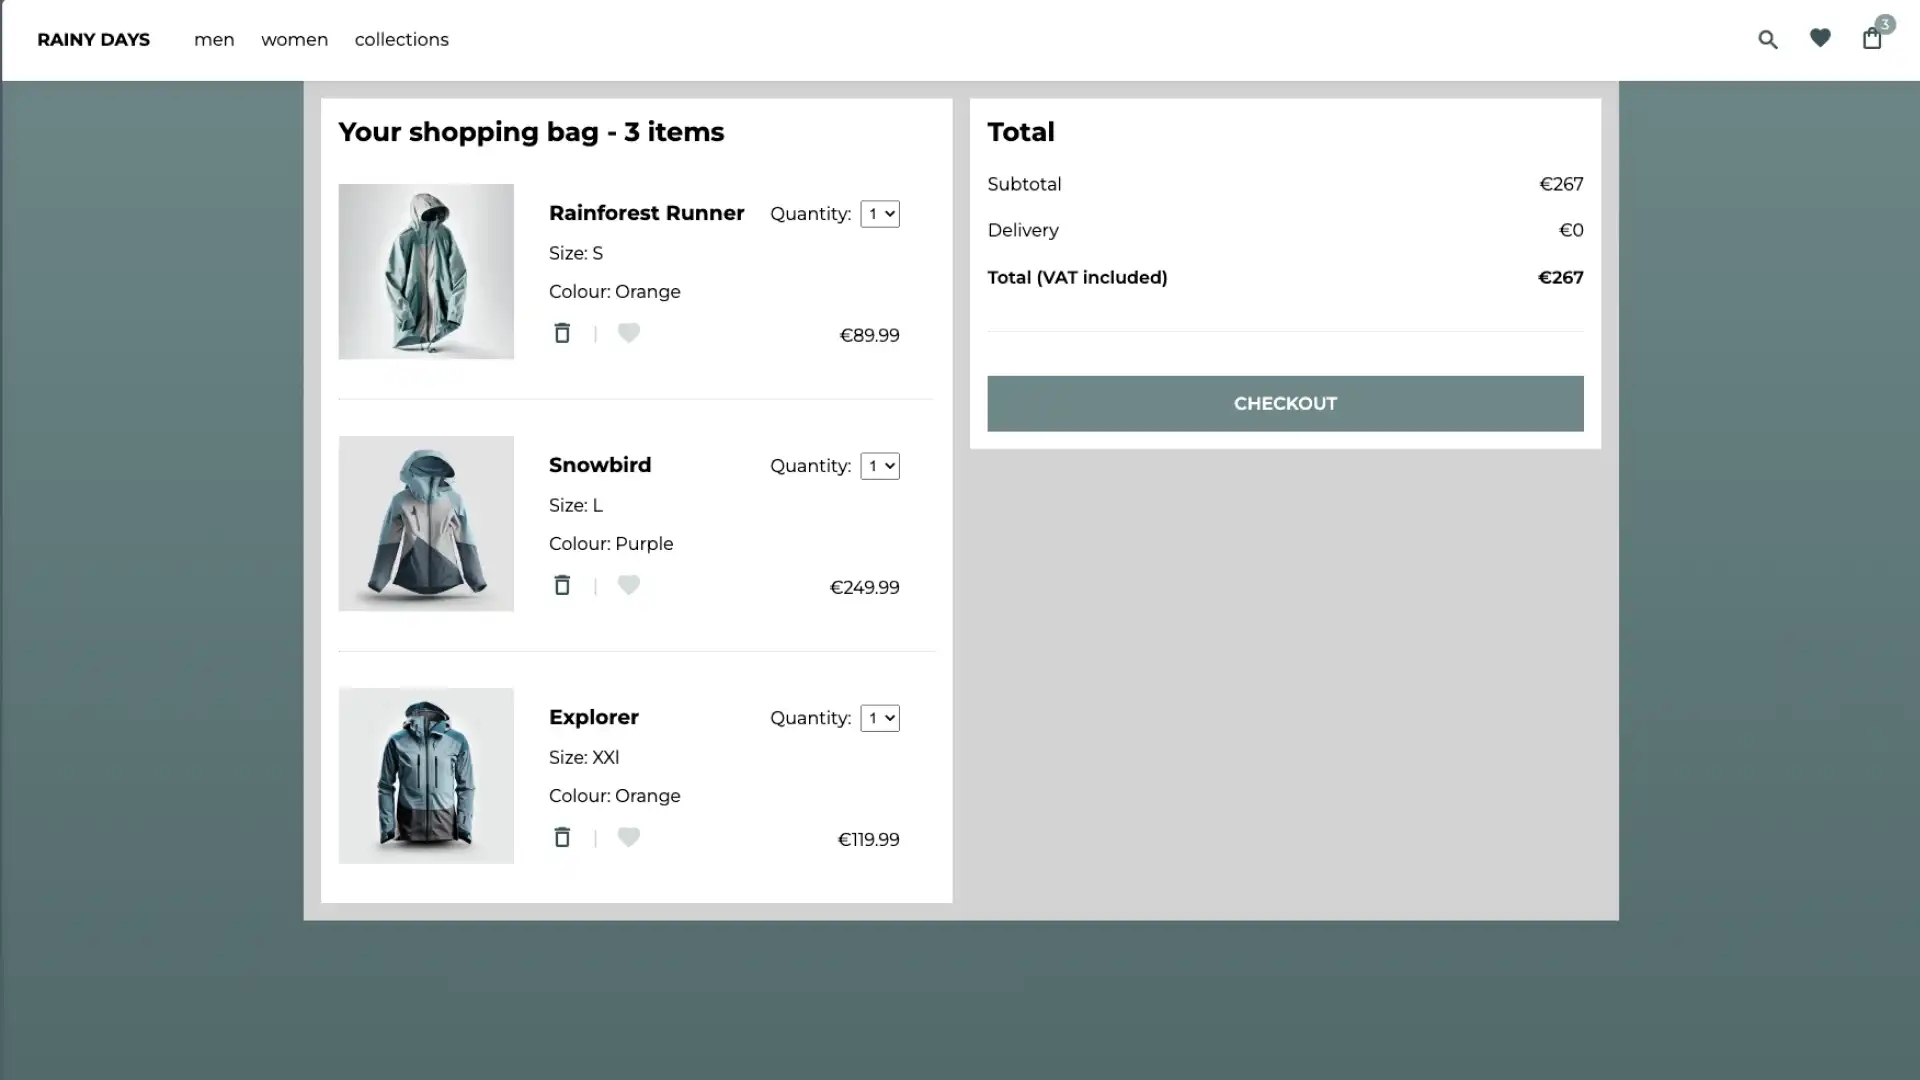 RAINY DAYS men women collections 3
Your shopping bag - 3 items
Rainforest Runner Quantity: 1
Size: S
Colour: Orange
| €89.99
Snowbird Quantity: 1
Size: L
Colour: Purple
| €249.99
Explorer Quantity: 1
Size: XXl
Colour: Orange
| €119.99
Total
Subtotal €267
Delivery €0
Total (VAT included) €267
CHECKOUT